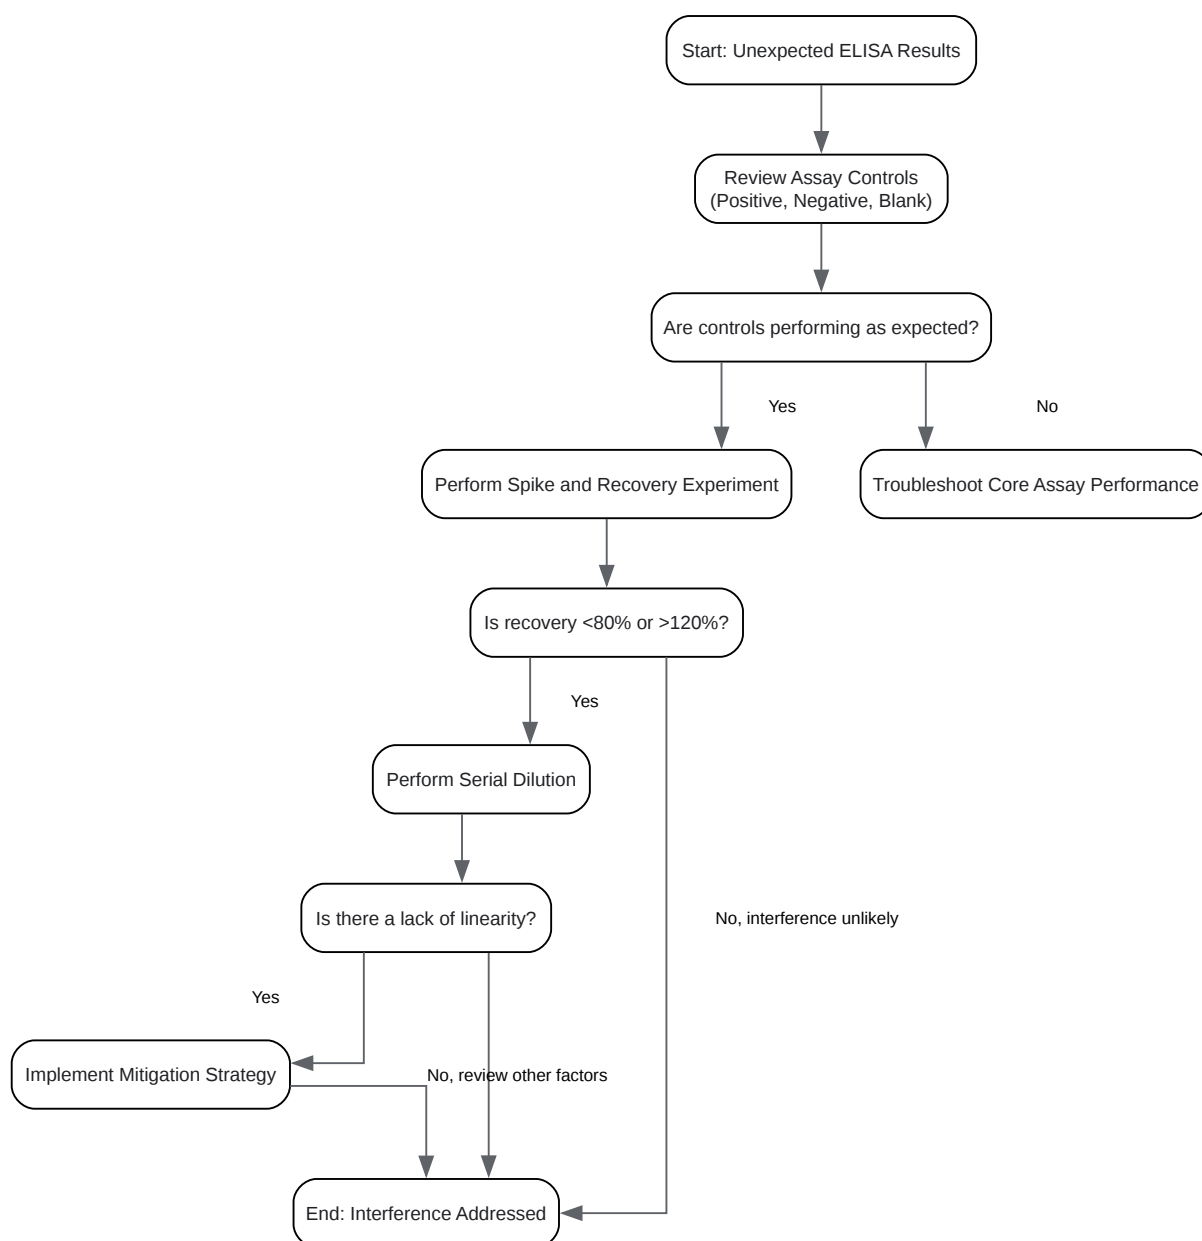 Start: Unexpected ELISA Results
Review Assay Controls
(Positive, Negative, Blank)
Are controls performing as expected?
Yes
No
Perform Spike and Recovery Experiment
Troubleshoot Core Assay Performance
Is recovery <80% or >120%?
Yes
Perform Serial Dilution
Is there a lack of linearity?
No, interference unlikely
Yes
Implement Mitigation Strategy
No, review other factors
End: Interference Addressed